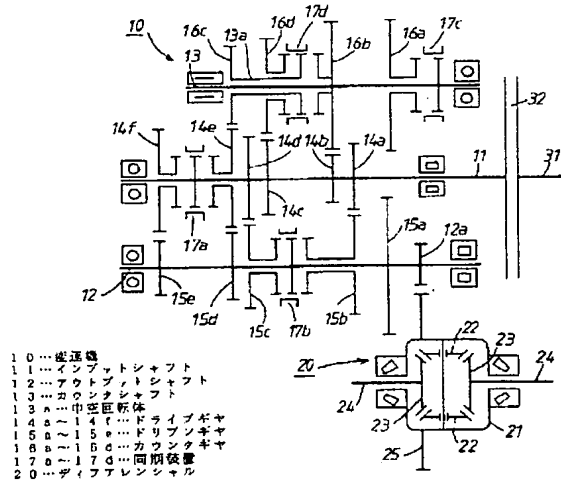 16c
13a
16d
17d
16b
16a
17c
10
13
32
14f
14e
14d
14b
14a
11
31
17a
14c
15a
12a
12
15e
15d
15c
17b
15b
20
22
23
24
24
23
22
21
25
10…変速機
11…インプットシャフト
12…アウトプットシャフト
13…カウンタシャフト
13a…中空回転体
14a〜14f…ドライブギヤ
15a〜15e…ドリブンギヤ
16a〜16d…カウンタギヤ
17a〜17d…同期装置
20…ディファレンシャル